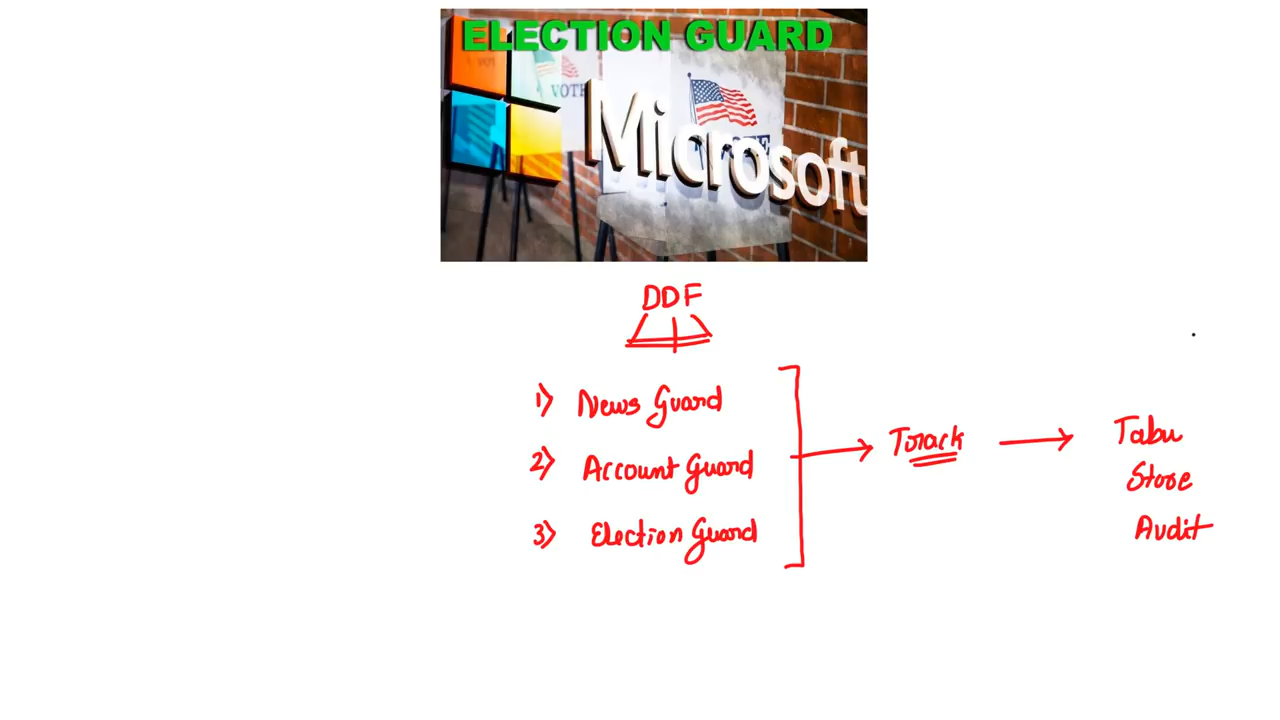 ELECTION GUARD
VOTE
Microsoft
DDF
1) News Guard
2) Account Guard
3) Election Guard
Track
Tabu
Store
Audit